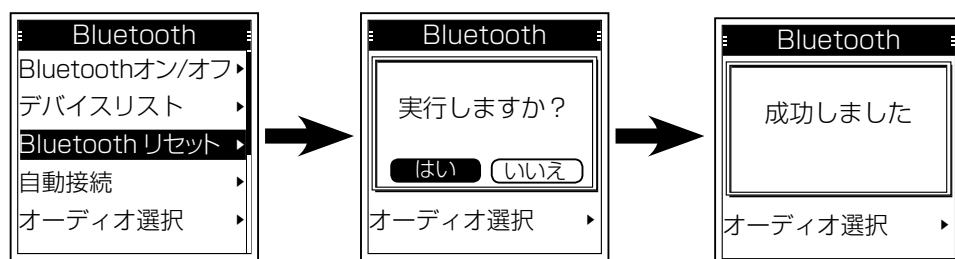 Bluetooth
Bluetoothオン/オフ
デバイスリスト
Bluetooth リセット
自動接続
オーディオ選択
Bluetooth
実行しますか？
はい いいえ
オーディオ選択
Bluetooth
成功しました
オーディオ選択